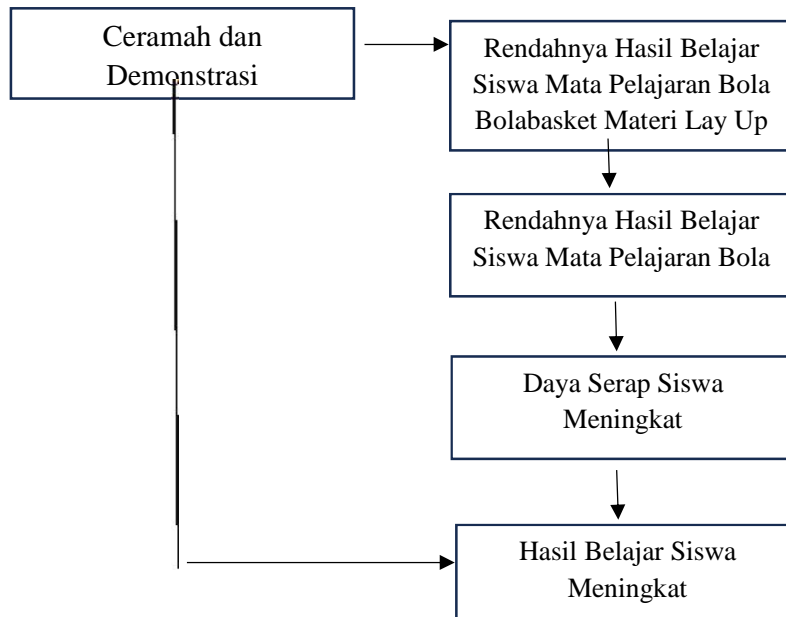 Ceramah dan
Demonstrasi
Rendahnya Hasil Belajar
Siswa Mata Pelajaran Bola
Bolabasket Materi Lay Up
Rendahnya Hasil Belajar
Siswa Mata Pelajaran Bola
Daya Serap Siswa
Meningkat
Hasil Belajar Siswa
Meningkat